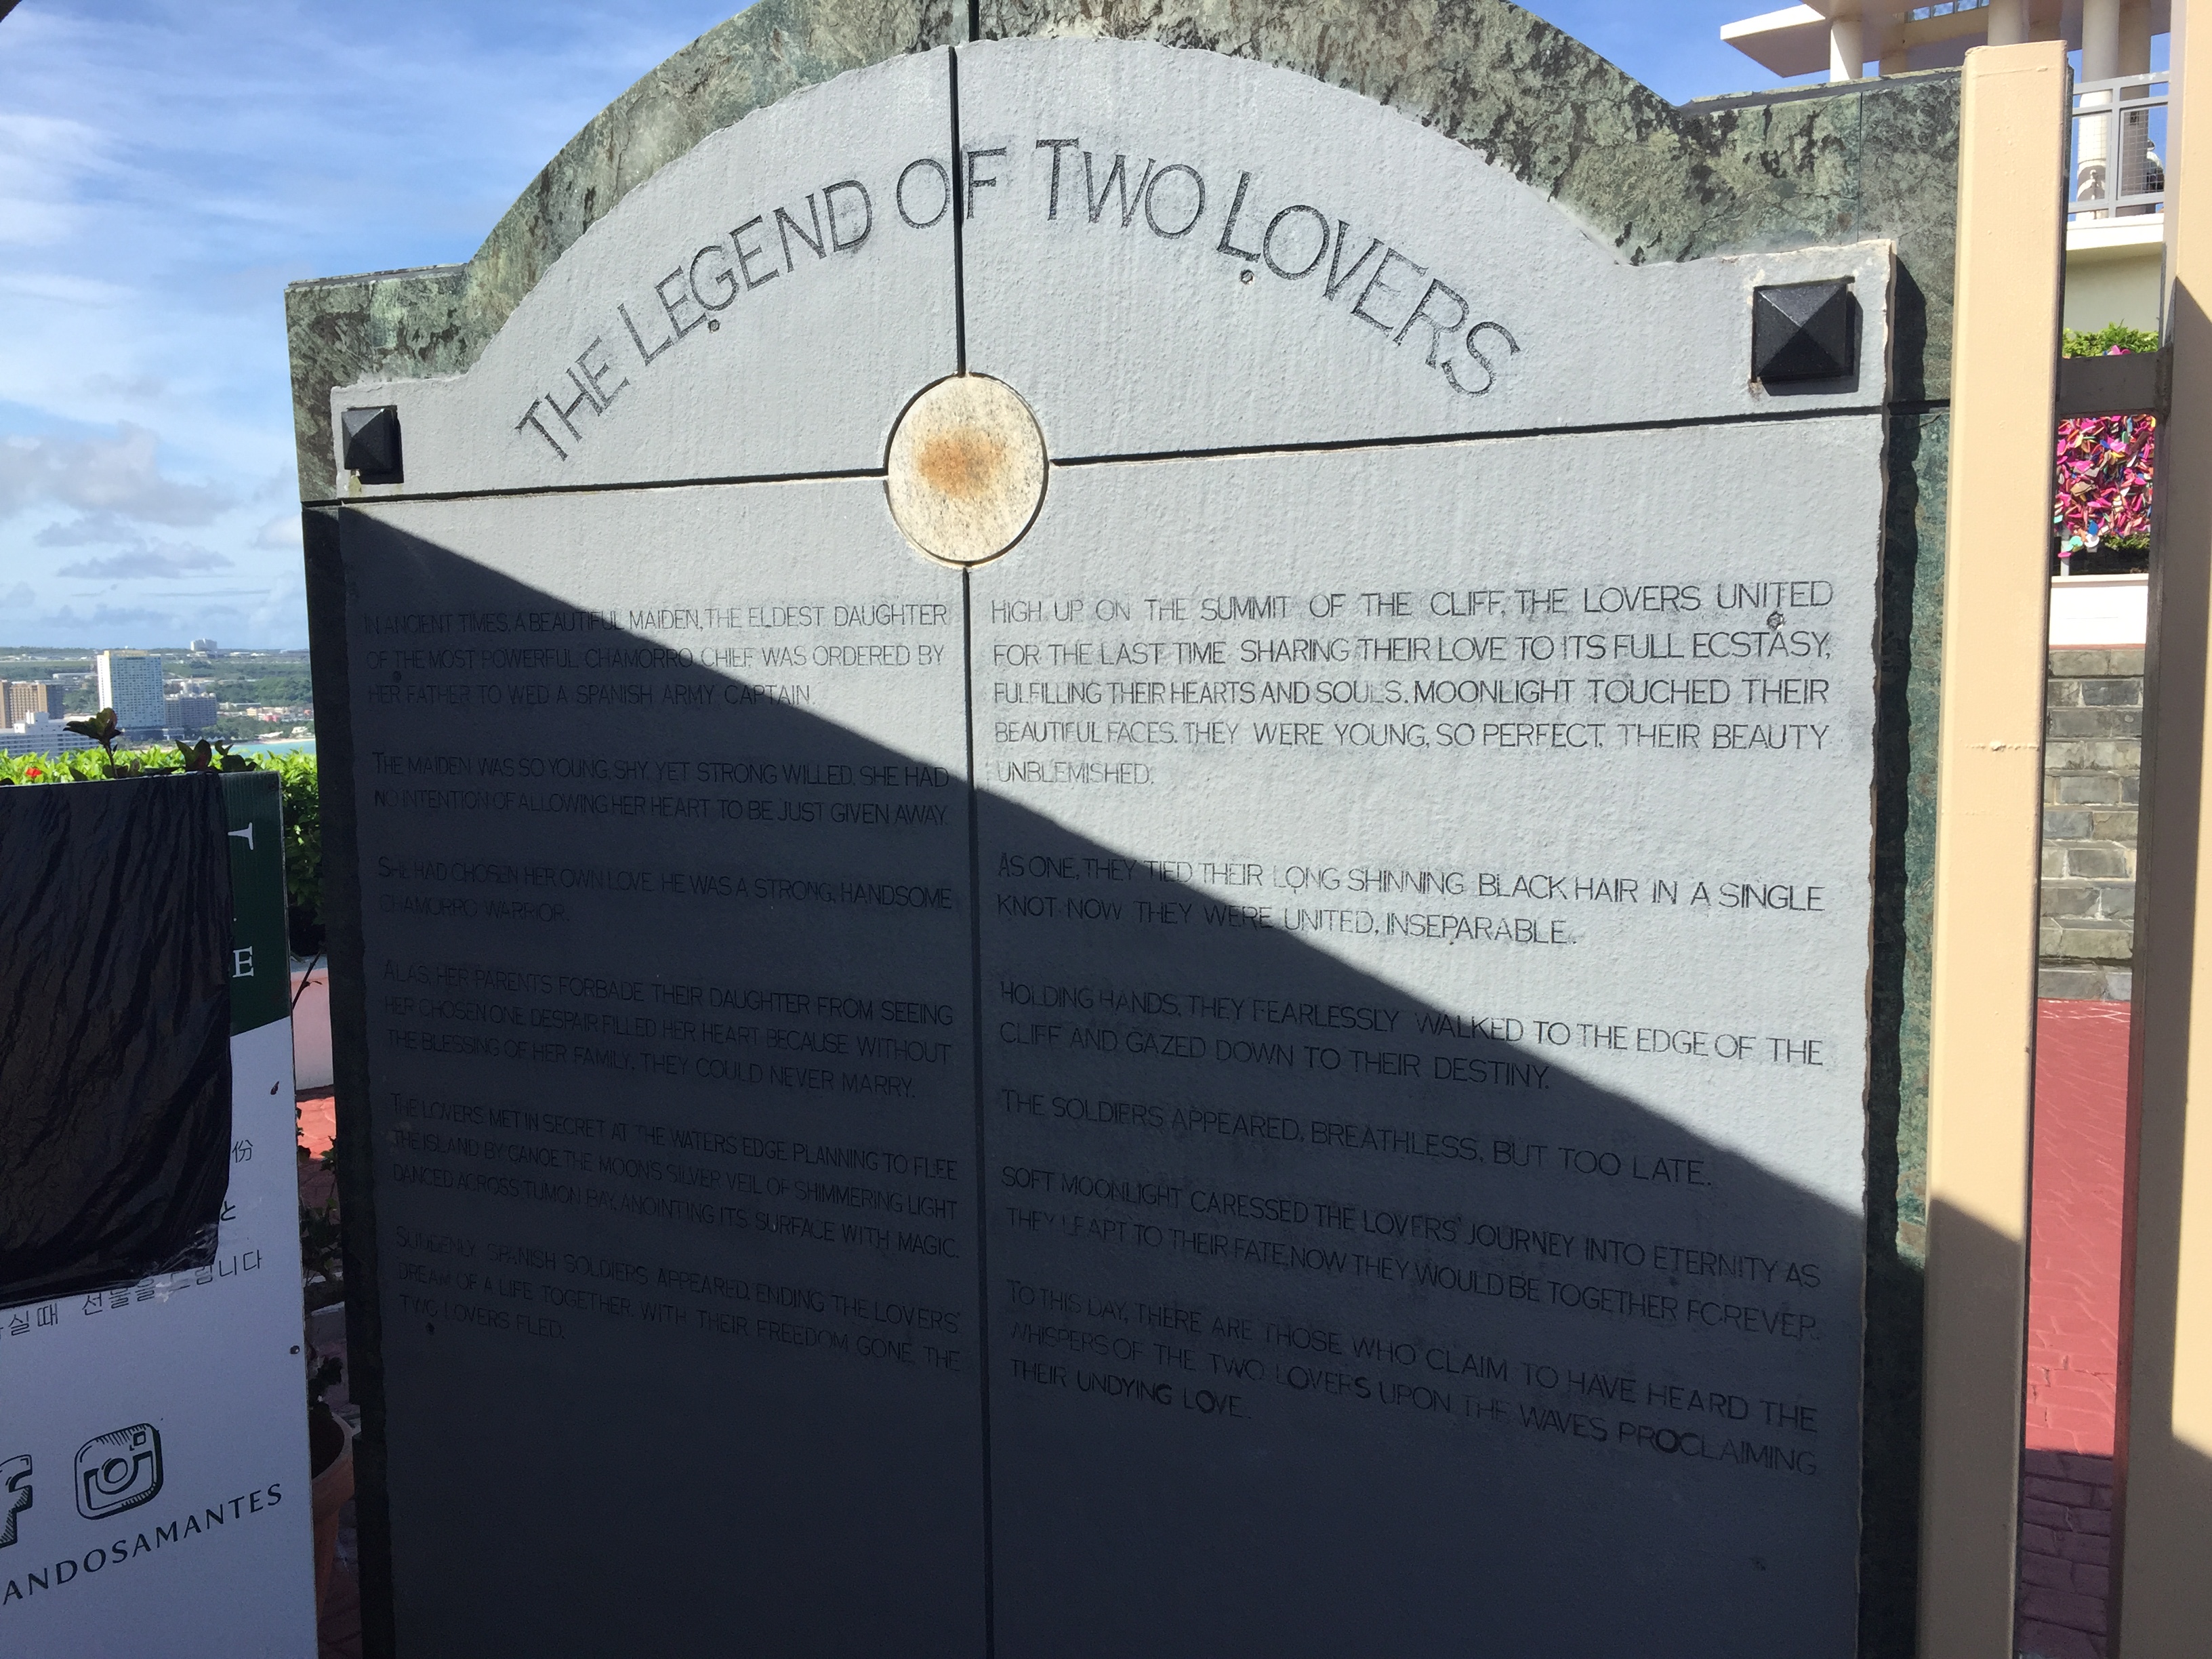 THE LEGEND OF TWO LOVERS
IN ANCIENT TIMES, A BEAUTIFUL MAIDEN, THE ELDEST DAUGHTER
OF THE MOST POWERFUL CHAMORRO CHIEF WAS ORDERED BY
HER FATHER TO WED A SPANISH ARMY CAPTAIN.
THE MAIDEN WAS SO YOUNG, SHY, YET STRONG WILLED. SHE HAD
NO INTENTION OF ALLOWING HER HEART TO BE JUST GIVEN AWAY.
SHE HAD CHOSEN HER OWN LOVE. HE WAS A STRONG, HANDSOME
CHAMORRO WARRIOR.
ALAS, HER PARENTS FORBADE THEIR DAUGHTER FROM SEEING
HER CHOSEN ONE. DESPAIR FILLED HER HEART BECAUSE WITHOUT
THE BLESSING OF HER FAMILY, THEY COULD NEVER MARRY.
THE LOVERS MET IN SECRET AT THE WATERS EDGE PLANNING TO FLEE
THE ISLAND BY CANOE. THE MOON'S SILVER VEIL OF SHIMMERING LIGHT
DANCED ACROSS TUMON BAY, ANOINTING ITS SURFACE WITH MAGIC.
SUDDENLY, SPANISH SOLDIERS APPEARED, ENDING THE LOVERS'
DREAM OF A LIFE TOGETHER. WITH THEIR FREEDOM GONE, THE
TWO LOVERS FLED.
HIGH UP ON THE SUMMIT OF THE CLIFF, THE LOVERS UNITED
FOR THE LAST TIME SHARING THEIR LOVE TO ITS FULL ECSTASY,
FULFILLING THEIR HEARTS AND SOULS. MOONLIGHT TOUCHED THEIR
BEAUTIFUL FACES. THEY WERE YOUNG, SO PERFECT, THEIR BEAUTY
UNBLEMISHED.
AS ONE, THEY TIED THEIR LONG SHINNING BLACK HAIR IN A SINGLE
KNOT. NOW THEY WERE UNITED, INSEPARABLE.
HOLDING HANDS, THEY FEARLESSLY WALKED TO THE EDGE OF THE
CLIFF AND GAZED DOWN TO THEIR DESTINY.
THE SOLDIERS APPEARED, BREATHLESS, BUT TOO LATE.
SOFT MOONLIGHT CARESSED THE LOVERS' JOURNEY INTO ETERNITY AS
THEY LEAPT TO THEIR FATE, NOW THEY WOULD BE TOGETHER FOREVER.
TO THIS DAY, THERE ARE THOSE WHO CLAIM TO HAVE HEARD THE
WHISPERS OF THE TWO LOVERS UPON THE WAVES PROCLAIMING
THEIR UNDYING LOVE.
E
份
と
드립니다
실때 선물을
ANDOSAMANTES